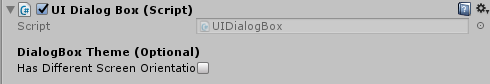 UI Dialog Box (Script)
Script UIDialogBox
DialogBox Theme (Optional)
Has Different Screen Orientatio